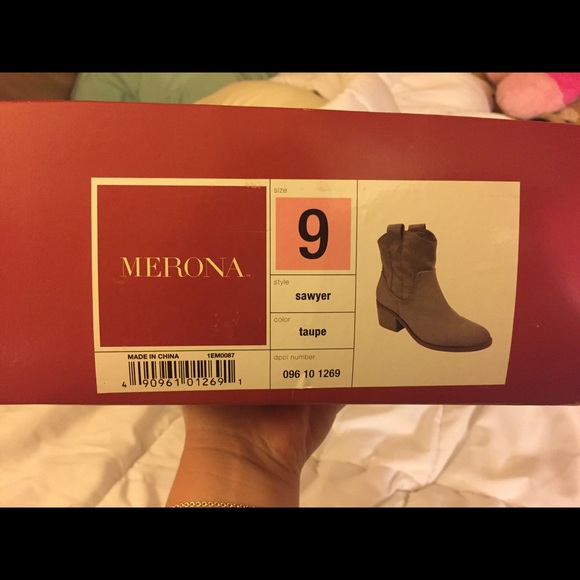 MERONA™
MADE IN CHINA 1EM0087
4 90961 01269 1
size
9
style
sawyer
color
taupe
dpci number
096 10 1269